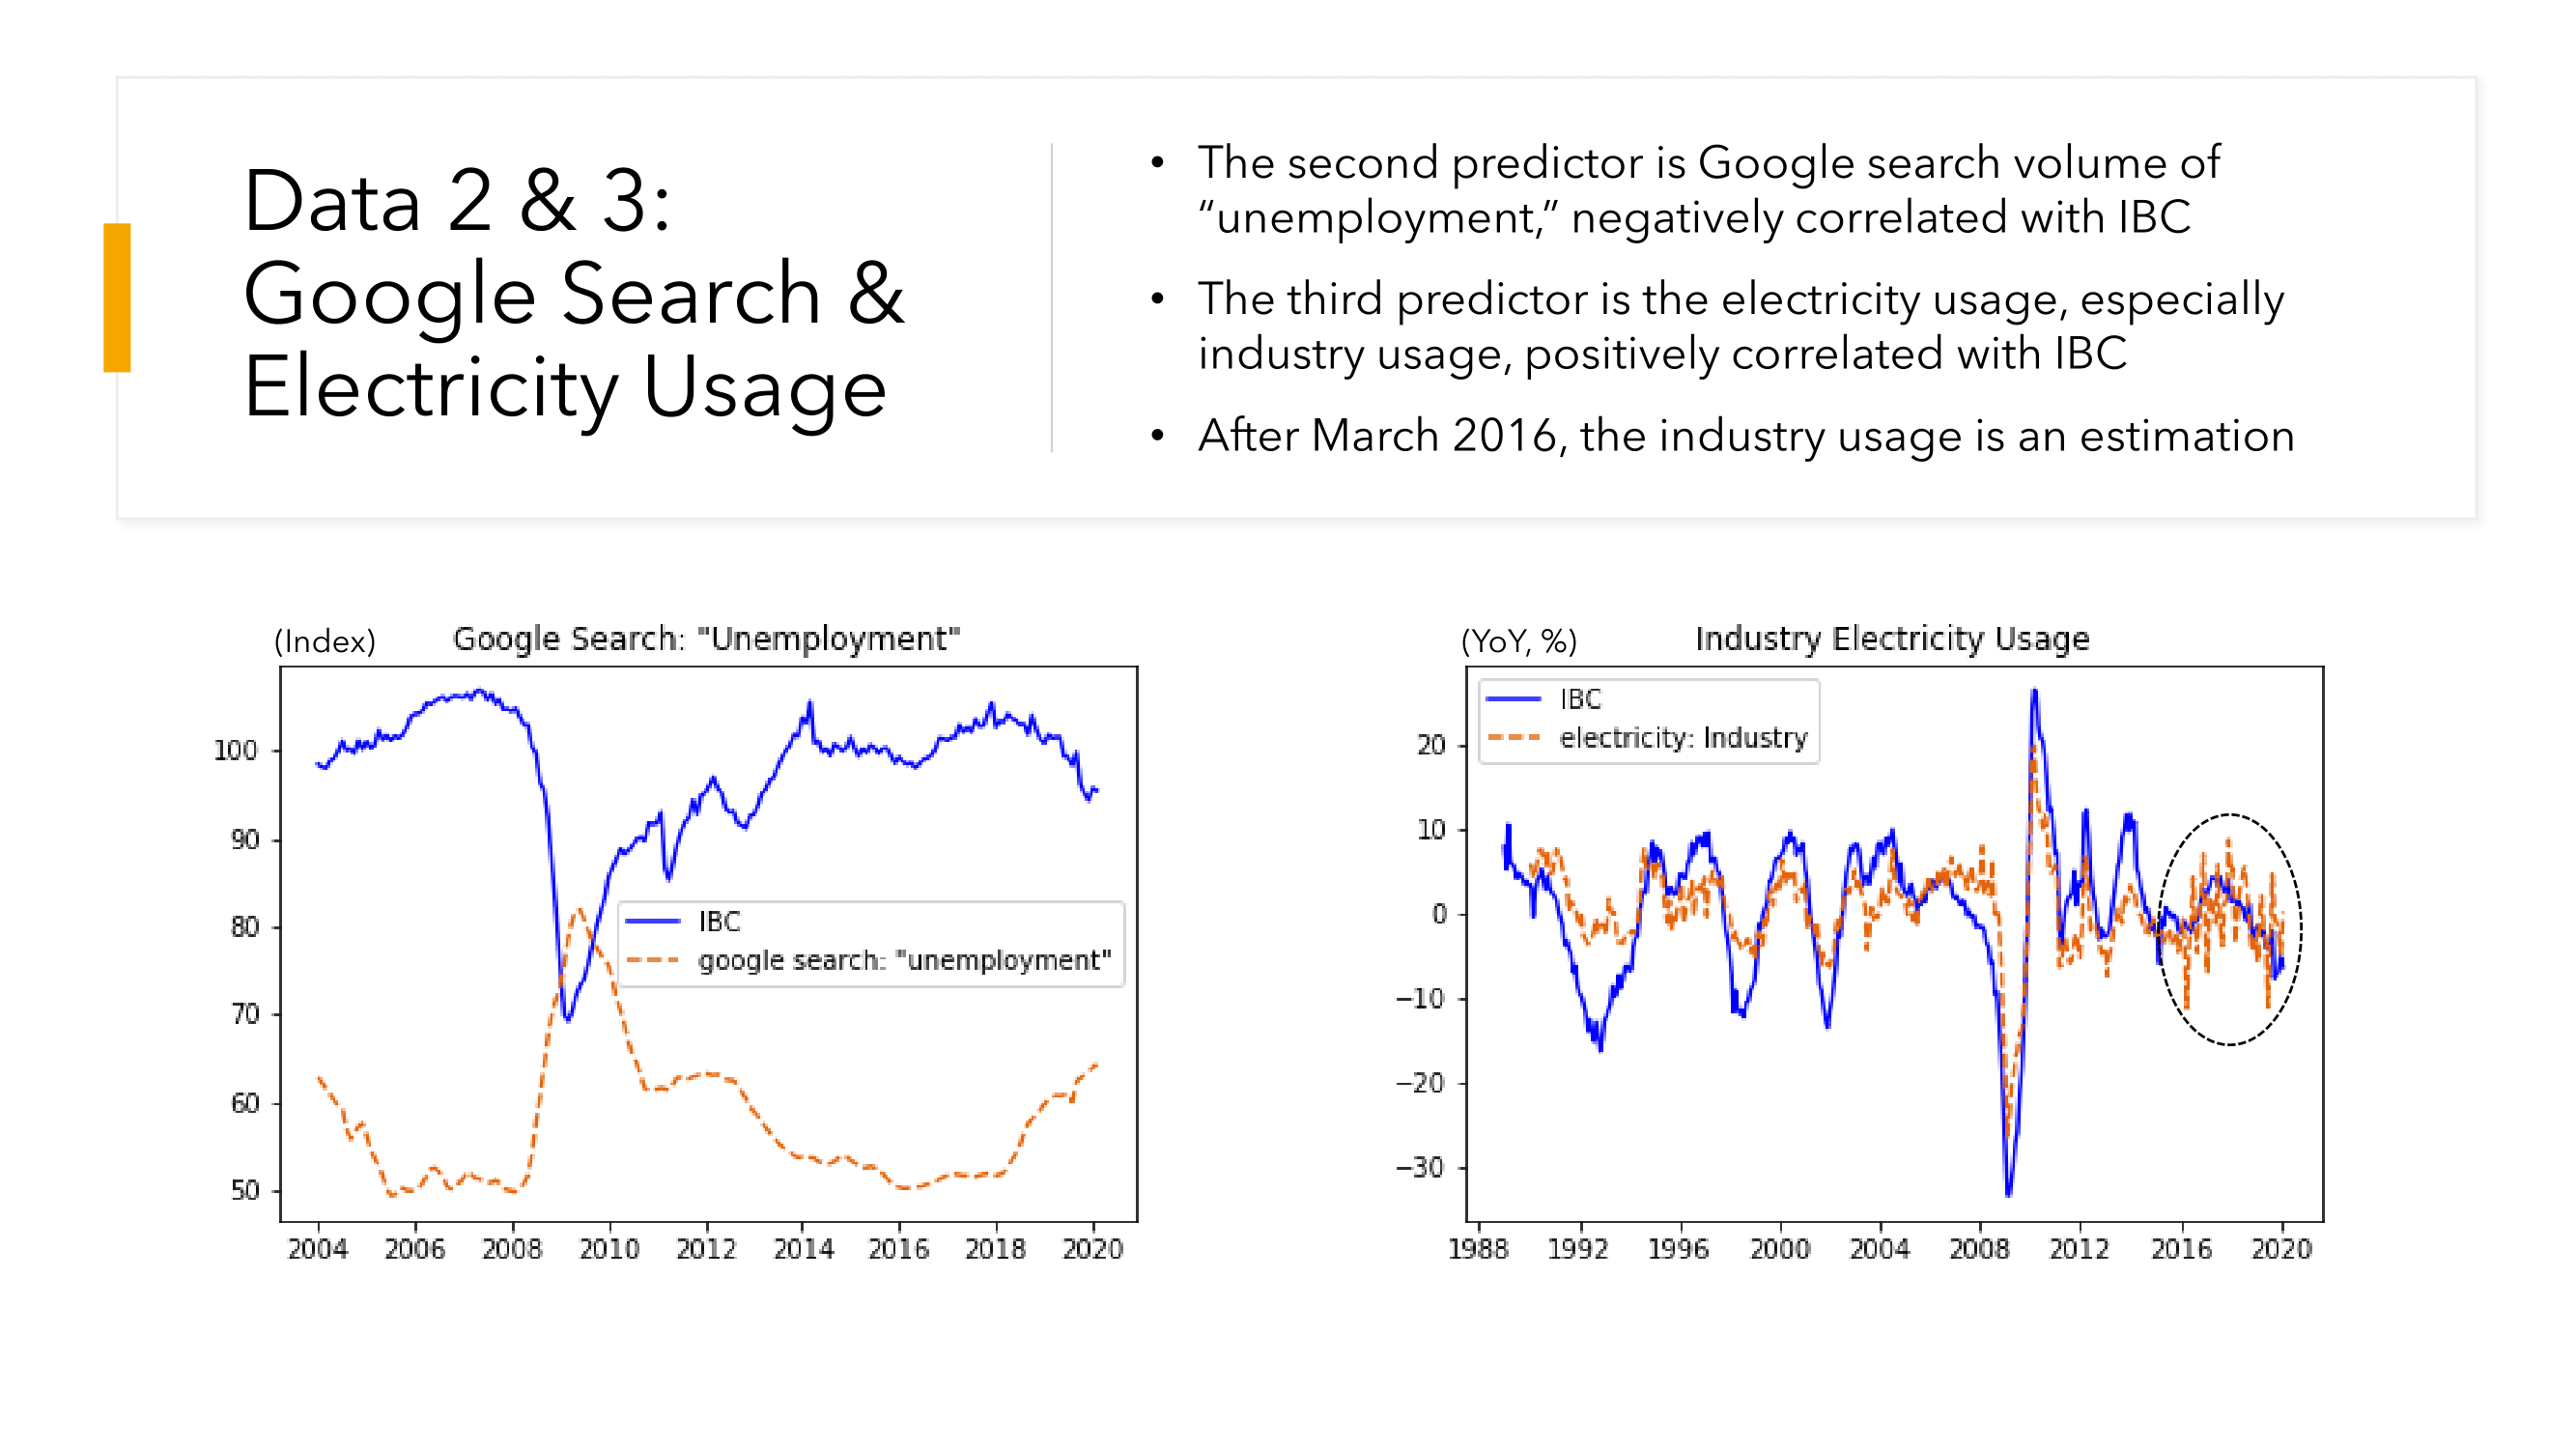 Data 2 & 3:
Google Search &
Electricity Usage
• The second predictor is Google search volume of
“unemployment,” negatively correlated with IBC
• The third predictor is the electricity usage, especially
industry usage, positively correlated with IBC
• After March 2016, the industry usage is an estimation
(Index)
Google Search: "Unemployment"
100
90
80
70
60
50
IBC
google search: "unemployment"
2004 2006 2008 2010 2012 2014 2016 2018 2020
(YoY, %)
Industry Electricity Usage
IBC
electricity: Industry
20
10
0
−10
−20
−30
1988 1992 1996 2000 2004 2008 2012 2016 2020